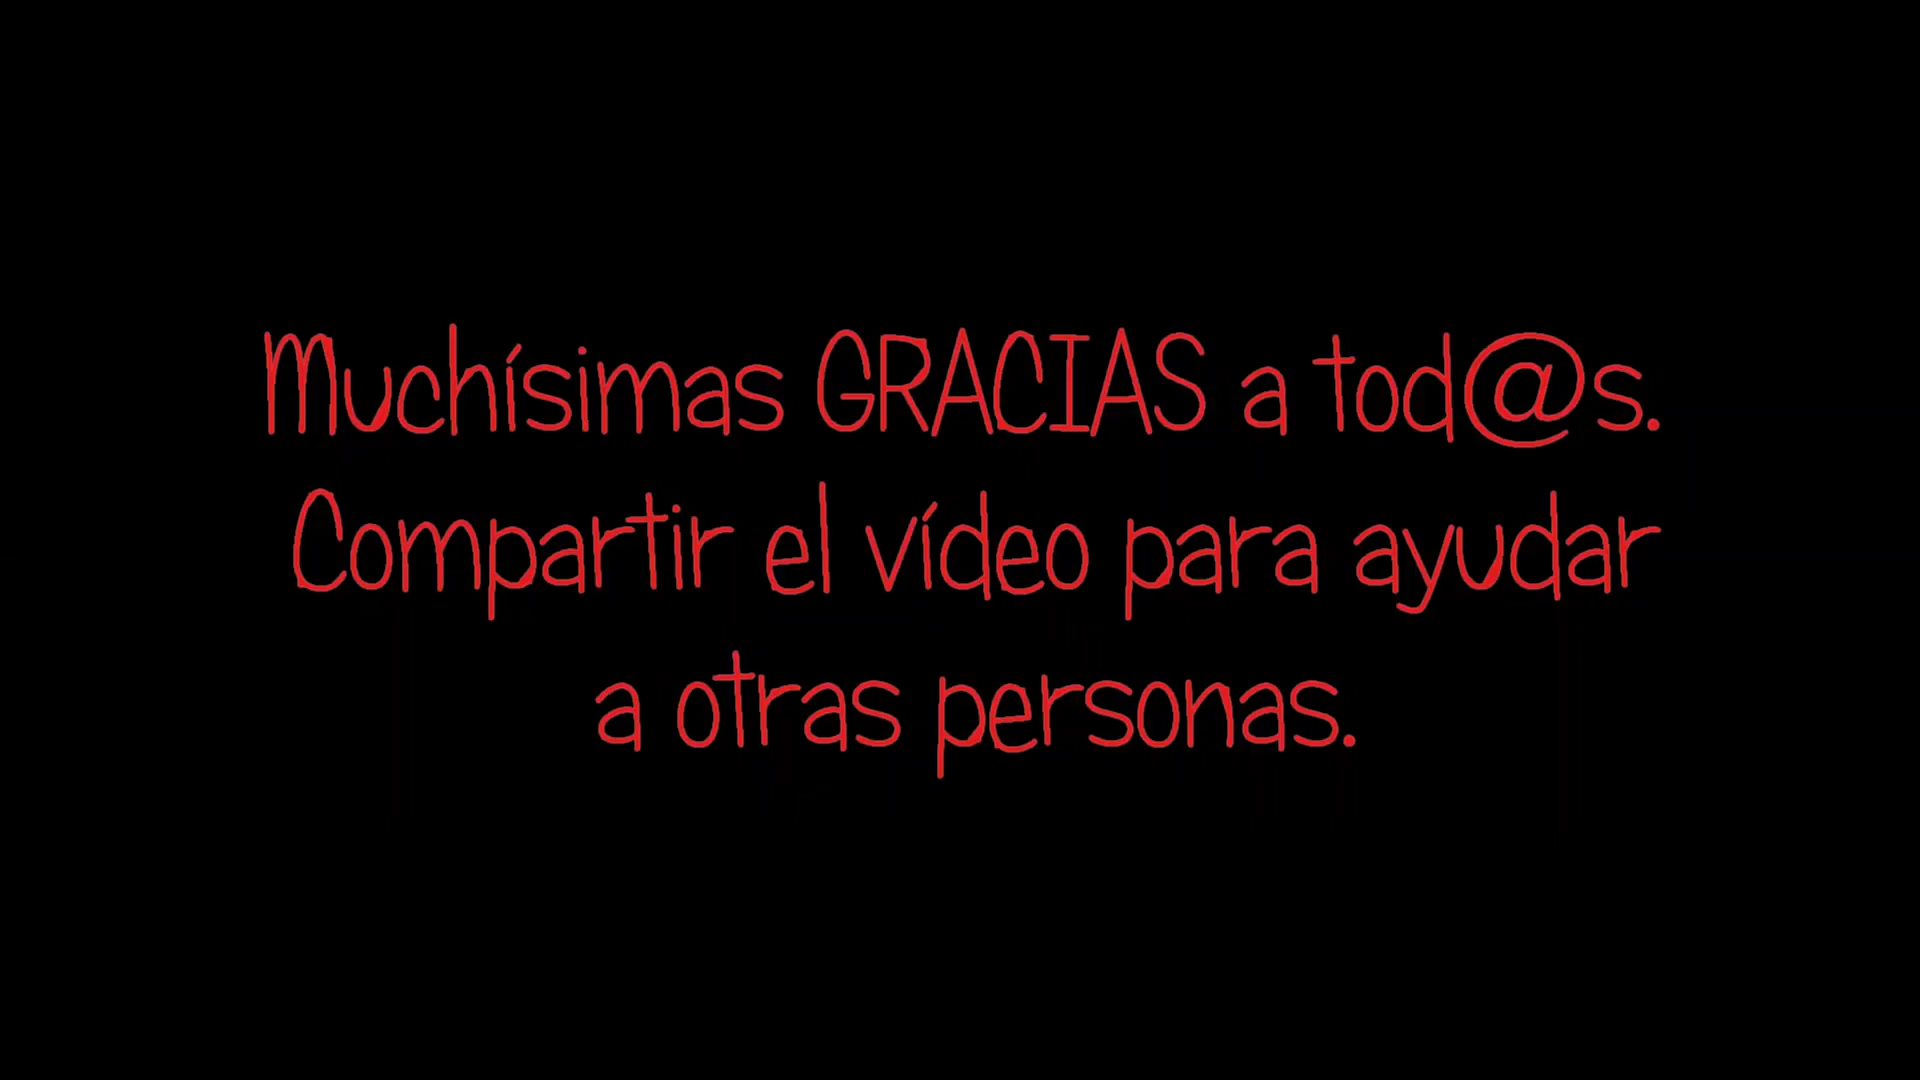 Muchísimas GRACIAS a tod@s.
Compartir el vídeo para ayudar
a otras personas.